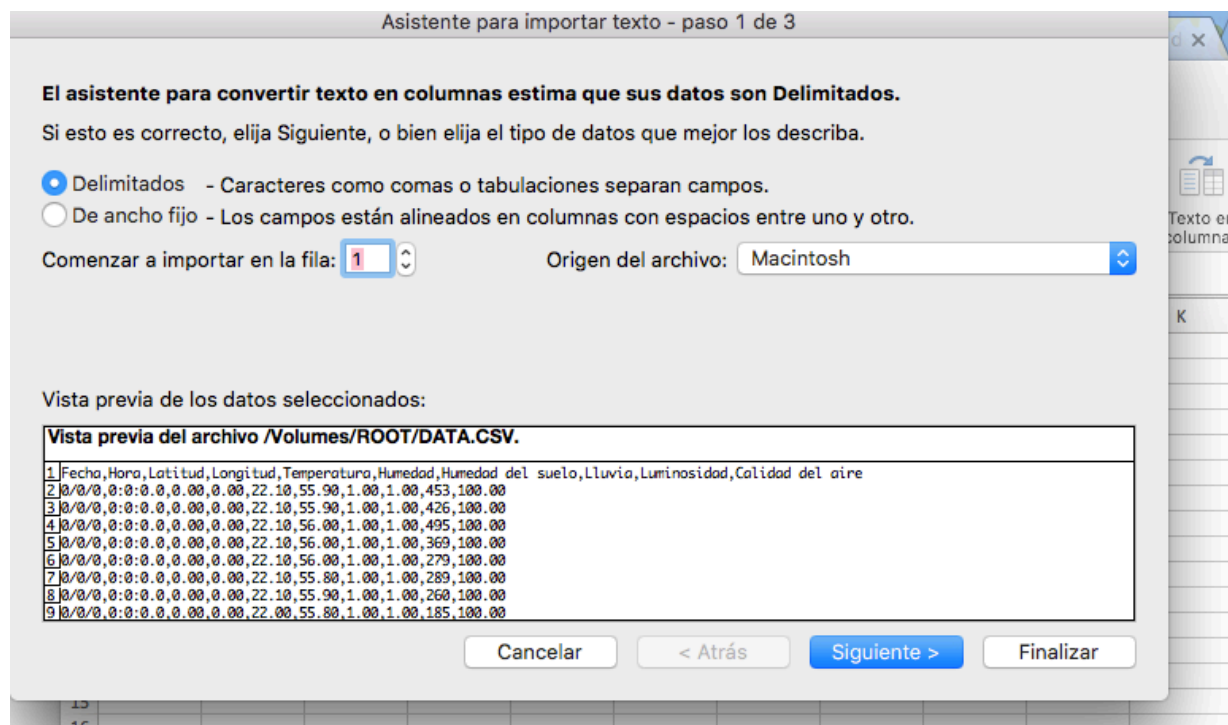 Asistente para importar texto - paso 1 de 3
d ×
El asistente para convertir texto en columnas estima que sus datos son Delimitados.
Si esto es correcto, elija Siguiente, o bien elija el tipo de datos que mejor los describa.
Delimitados - Caracteres como comas o tabulaciones separan campos.
De ancho fijo - Los campos están alineados en columnas con espacios entre uno y otro.
Texto en
columna
Comenzar a importar en la fila: 1 Origen del archivo: Macintosh
K
Vista previa de los datos seleccionados:
Vista previa del archivo /Volumes/ROOT/DATA.CSV.
1 Fecha,Hora,Latitud,Longitud,Temperatura,Humedad,Humedad del suelo,Lluvia,Luminosidad,Calidad del aire
2 0/0/0,0:0:0.0,0.00,0.00,22.10,55.90,1.00,1.00,453,100.00
3 0/0/0,0:0:0.0,0.00,0.00,22.10,55.90,1.00,1.00,426,100.00
4 0/0/0,0:0:0.0,0.00,0.00,22.10,56.00,1.00,1.00,495,100.00
5 0/0/0,0:0:0.0,0.00,0.00,22.10,56.00,1.00,1.00,369,100.00
6 0/0/0,0:0:0.0,0.00,0.00,22.10,56.00,1.00,1.00,279,100.00
7 0/0/0,0:0:0.0,0.00,0.00,22.10,55.80,1.00,1.00,289,100.00
8 0/0/0,0:0:0.0,0.00,0.00,22.10,55.90,1.00,1.00,260,100.00
9 0/0/0,0:0:0.0,0.00,0.00,22.00,55.80,1.00,1.00,185,100.00
Cancelar < Atrás Siguiente > Finalizar
15
16